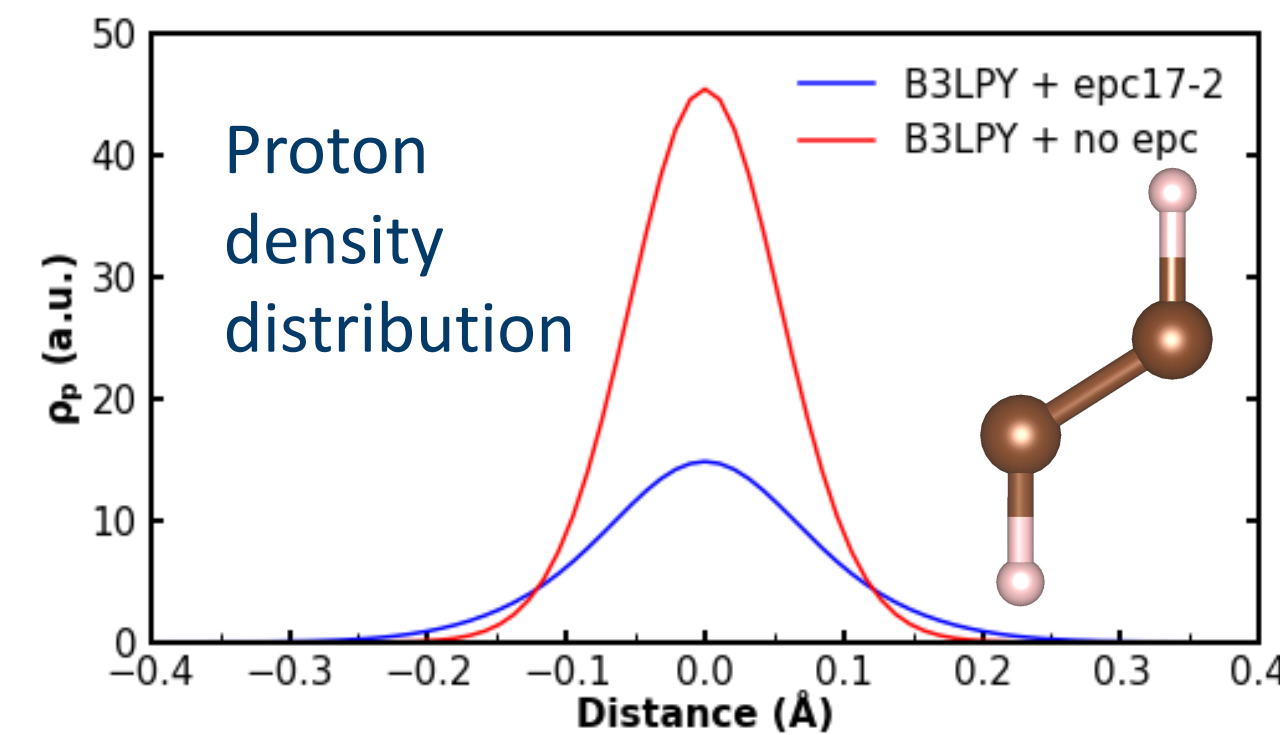 50
40
30
20
10
0
ρp (a.u.)
Proton
density
distribution
B3LPY + epc17-2
B3LPY + no epc
−0.4 −0.3 −0.2 −0.1 0.0 0.1 0.2 0.3 0.4
Distance (Å)